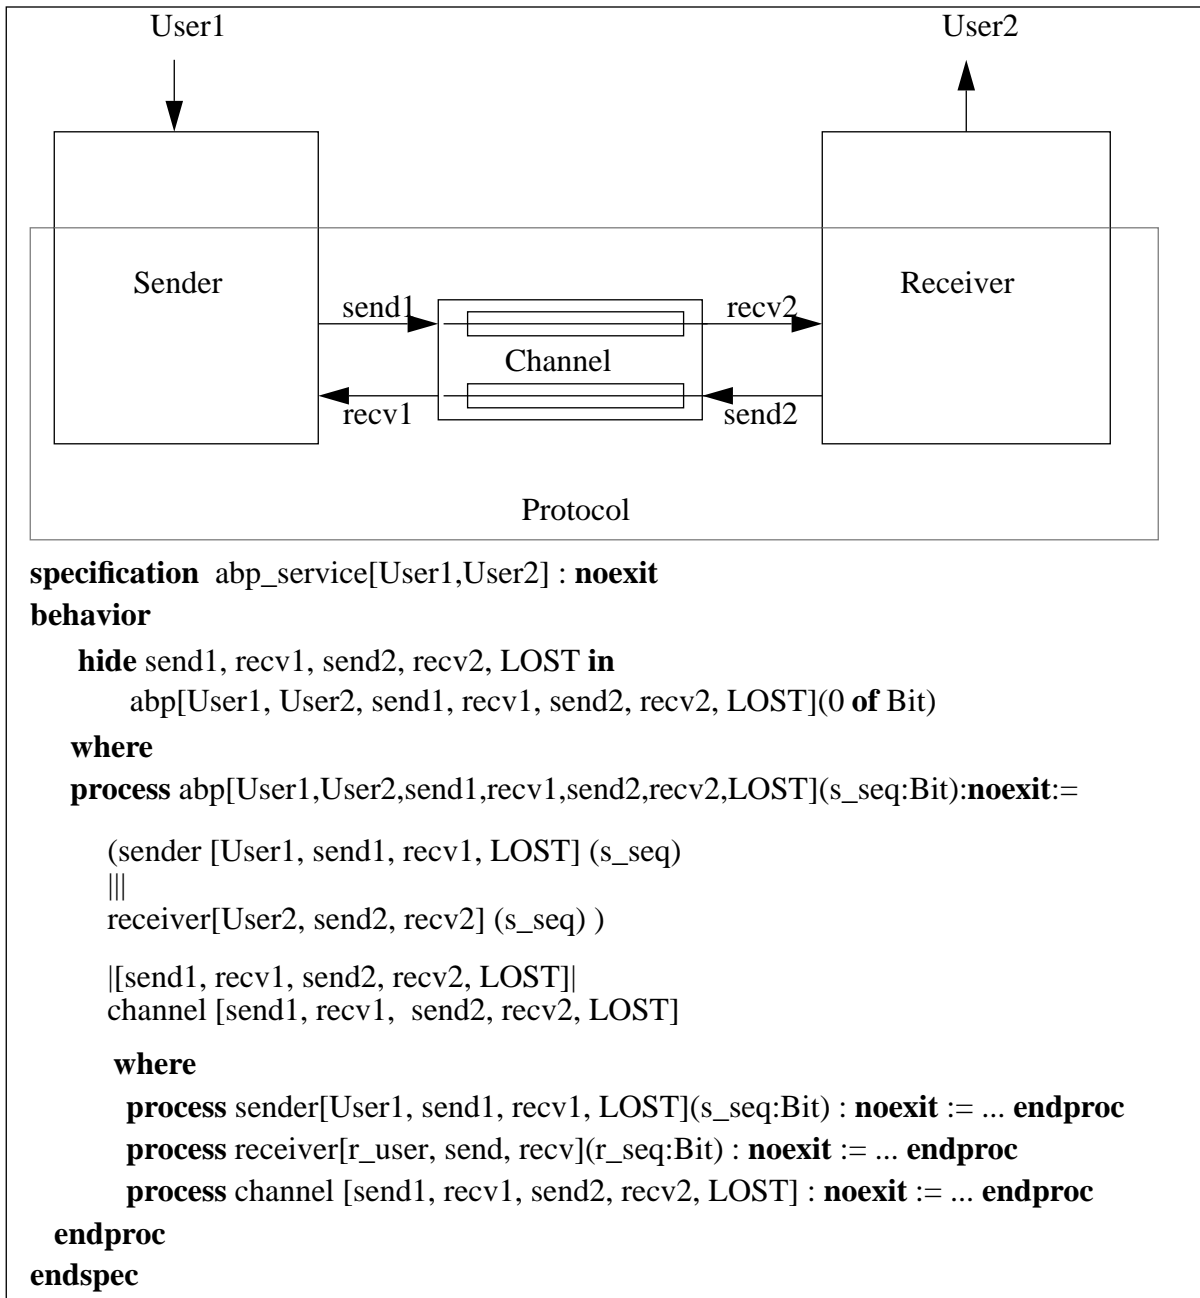 User1 User2
Sender Receiver
send1 recv2
Channel
recv1 send2
Protocol
specification abp_service[User1,User2] : noexit
behavior
hide send1, recv1, send2, recv2, LOST in
abp[User1, User2, send1, recv1, send2, recv2, LOST](0 of Bit)
where
process abp[User1,User2,send1,recv1,send2,recv2,LOST](s_seq:Bit):noexit:=
(sender [User1, send1, recv1, LOST] (s_seq)
|||
receiver[User2, send2, recv2] (s_seq) )
|[send1, recv1, send2, recv2, LOST]|
channel [send1, recv1, send2, recv2, LOST]
where
process sender[User1, send1, recv1, LOST](s_seq:Bit) : noexit := ... endproc
process receiver[r_user, send, recv](r_seq:Bit) : noexit := ... endproc
process channel [send1, recv1, send2, recv2, LOST] : noexit := ... endproc
endproc
endspec